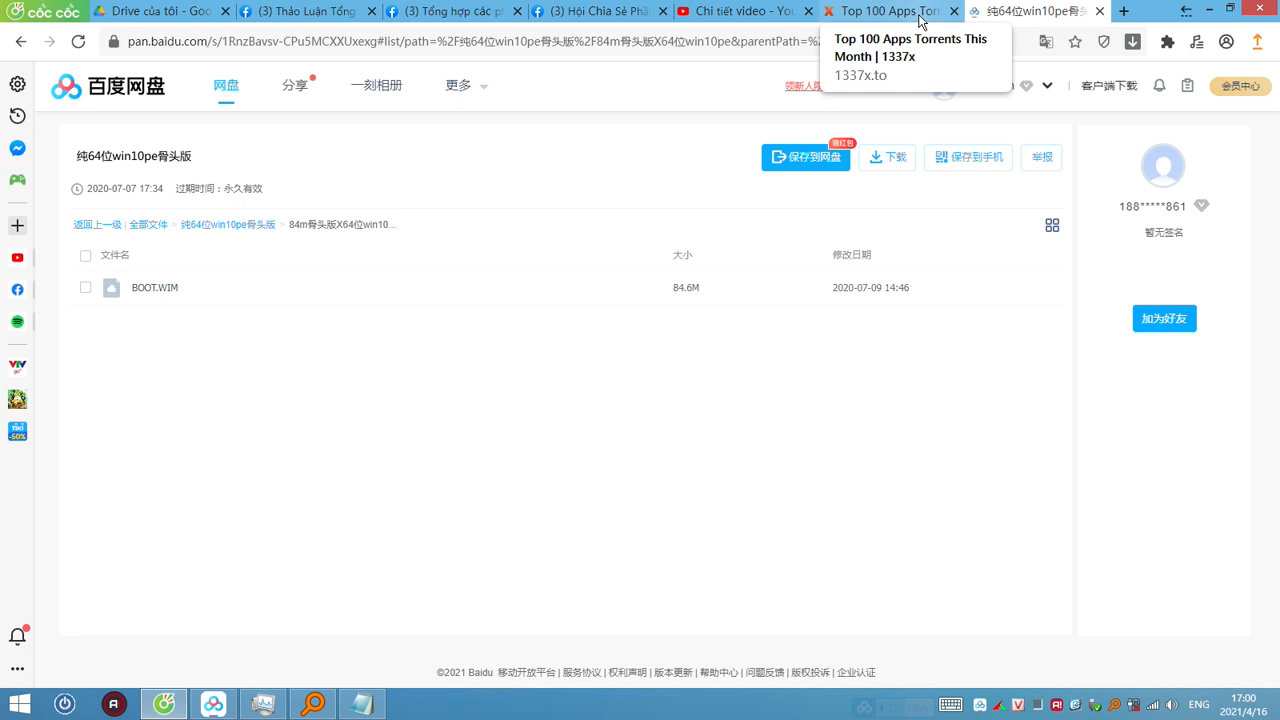 cốc cốc
Drive của tôi - Goo
(3) Thảo Luận Tổng
(3) Tổng hợp các p
(3) Hội Chia Sẻ Ph
Chi tiết video - You
Top 100 Apps Torr
纯64位win10pe骨头
pan.baidu.com/s/1RnzBavsv-CPu5MCXXUxexg#list/path=%2F纯64位win10pe骨头版%2F84m骨头版X64位win10pe&parentPath=%2
Top 100 Apps Torrents This
Month | 1337x
1337x.to
百度网盘
网盘
分享
一刻相册
更多
客户端下载
会员中心
纯64位win10pe骨头版
领红包
保存到网盘
下载
保存到手机
举报
2020-07-07 17:34 过期时间：永久有效
188*****861
返回上一级 | 全部文件 > 纯64位win10pe骨头版 > 84m骨头版X64位win10...
暂无签名
文件名
大小
修改日期
BOOT.WIM
84.6M
2020-07-09 14:46
加为好友
©2021 Baidu 移动开放平台 | 服务协议 | 权利声明 | 版本更新 | 帮助中心 | 问题反馈 | 版权投诉 | 企业认证
ENG
17:00
2021/4/16